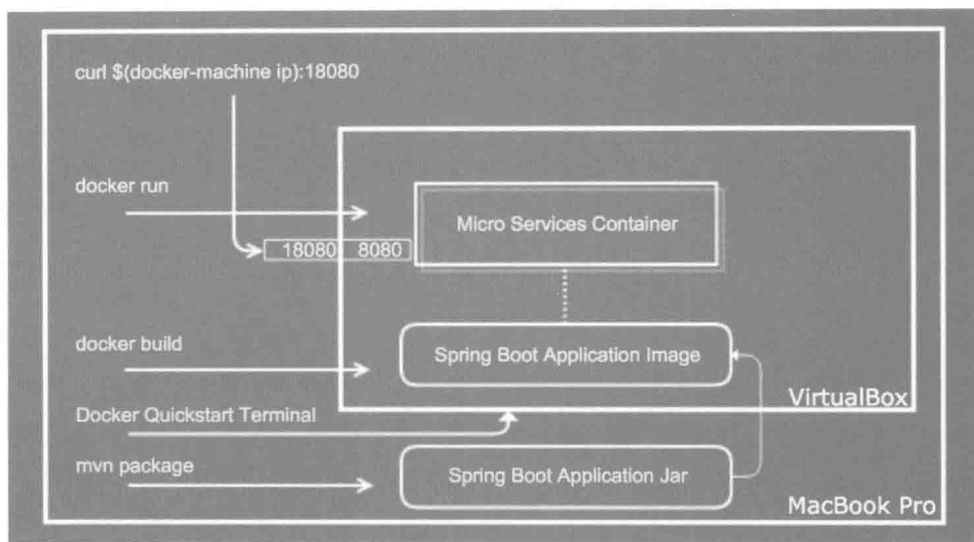 curl $(docker-machine ip):18080
docker run
Micro Services Container
18080 8080
docker build
Spring Boot Application Image
VirtualBox
Docker Quickstart Terminal
mvn package
Spring Boot Application Jar
MacBook Pro